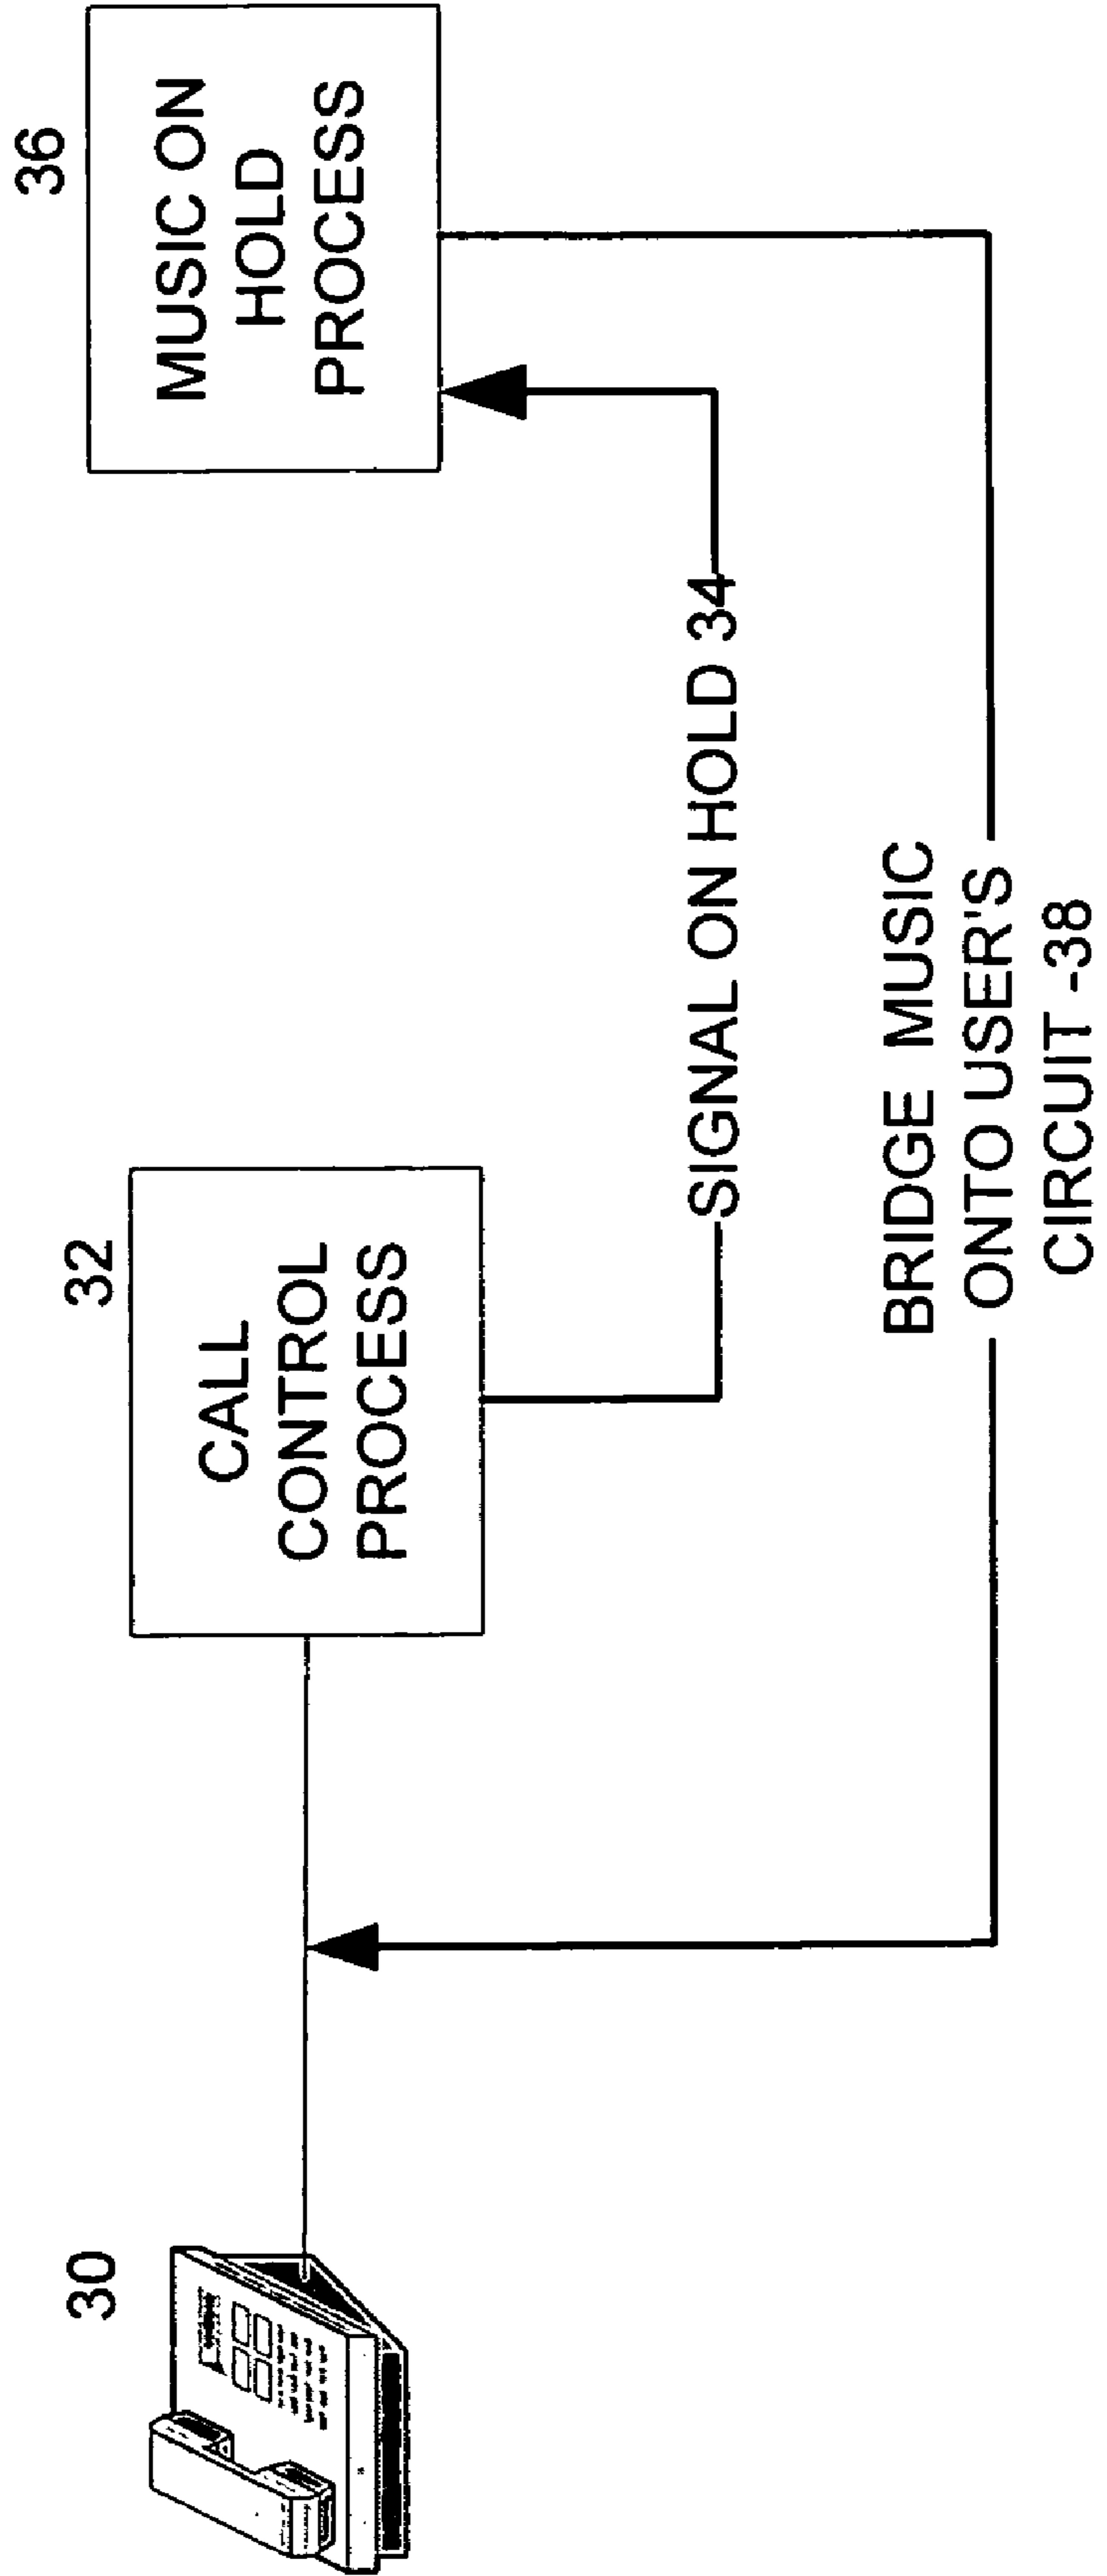 30
32
CALL
CONTROL
PROCESS
36
MUSIC ON
HOLD
PROCESS
SIGNAL ON HOLD 34
BRIDGE MUSIC
ONTO USER'S
CIRCUIT -38